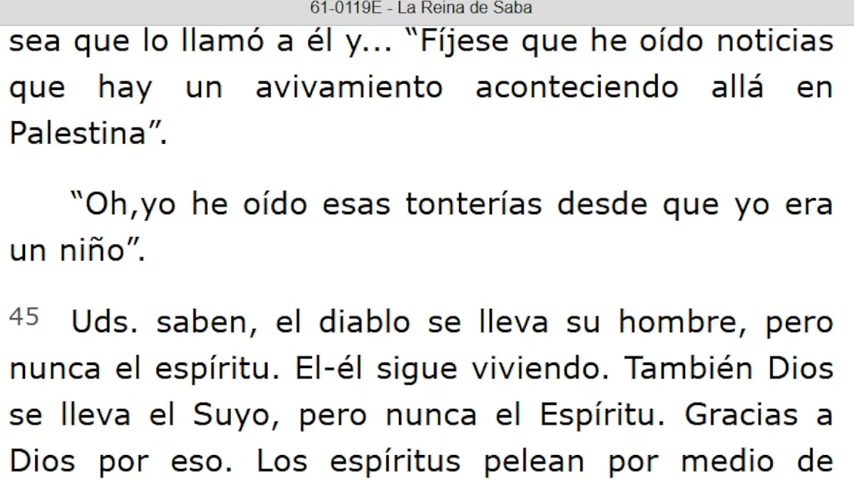 61-0119E - La Reina de Saba
sea que lo llamó a él y... “Fíjese que he oído noticias
que hay un avivamiento aconteciendo allá en
Palestina”.
“Oh,yo he oído esas tonterías desde que yo era
un niño”.
45 Uds. saben, el diablo se lleva su hombre, pero
nunca el espíritu. El-él sigue viviendo. También Dios
se lleva el Suyo, pero nunca el Espíritu. Gracias a
Dios por eso. Los espíritus pelean por medio de